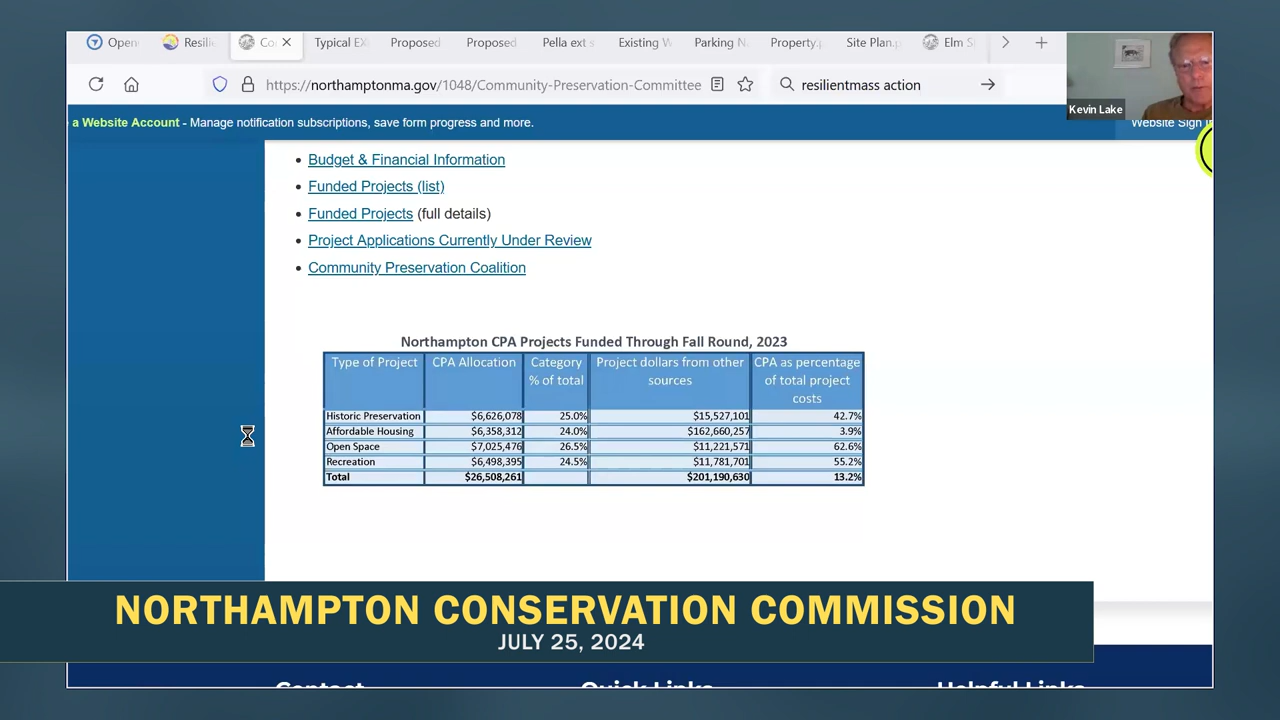 Open
Resilie
Co
Typical EX
Proposed
Proposed
Pella ext s
Existing W
Parking N
Property.p
Site Plan.p
Elm S
https://northamptonma.gov/1048/Community-Preservation-Committee
resilientmass action
Kevin Lake
a Website Account - Manage notification subscriptions, save form progress and more.
Website Sign I
Budget & Financial Information
Funded Projects (list)
Funded Projects (full details)
Project Applications Currently Under Review
Community Preservation Coalition
Northampton CPA Projects Funded Through Fall Round, 2023
Type of Project CPA Allocation Category % of total Project dollars from other sources CPA as percentage of total project costs
Historic Preservation $6,626,078 25.0% $15,527,101 42.7%
Affordable Housing $6,358,312 24.0% $162,660,257 3.9%
Open Space $7,025,476 26.5% $11,221,571 62.6%
Recreation $6,498,395 24.5% $11,781,701 55.2%
Total $26,508,261 $201,190,630 13.2%
NORTHAMPTON CONSERVATION COMMISSION
JULY 25, 2024
Contact
Quick Links
Helpful Links